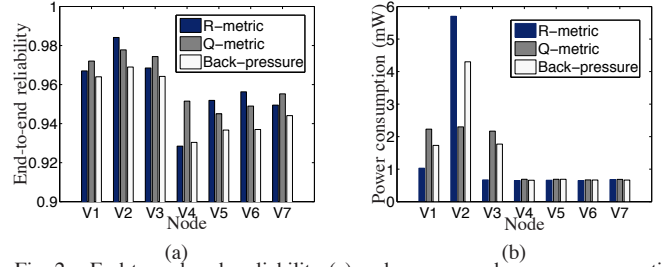 End-to-end reliability
1
0.98
0.96
0.94
0.92
0.9
R-metric
Q-metric
Back-pressure
V1 V2 V3 V4 V5 V6 V7
Node
(a)
Power consumption (mW)
6
5
4
3
2
1
0
R-metric
Q-metric
Back-pressure
V1 V2 V3 V4 V5 V6 V7
Node
(b)